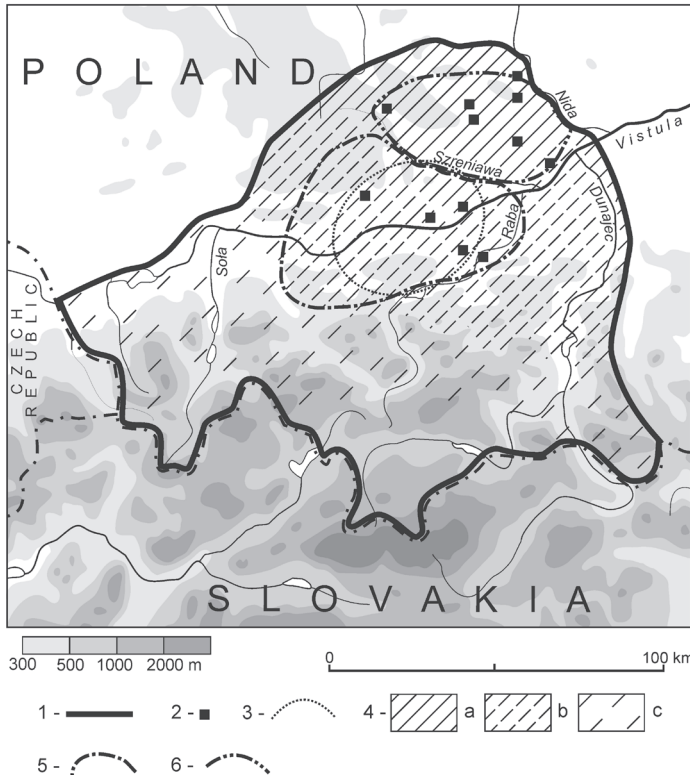 POLAND
Nida
Vistula
Szreniawa
Dunajec
Raba
Soła
CZECH
REPUBLIC
SLOVAKIA
300 500 1000 2000 m
0 100 km
1 - 2 - 3 - 4 - a b c
5 - 6 -